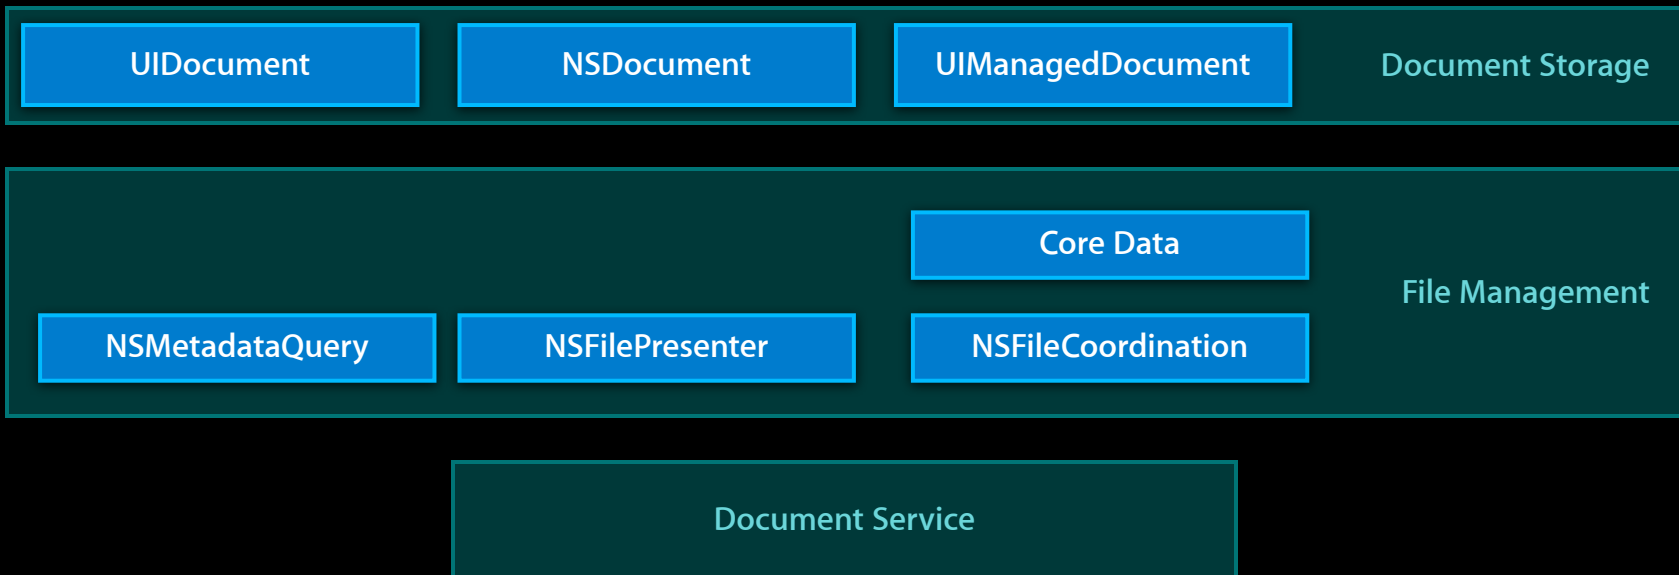 UIDocument
NSDocument
UIManagedDocument
Document Storage
Core Data
File Management
NSMetadataQuery
NSFilePresenter
NSFileCoordination
Document Service